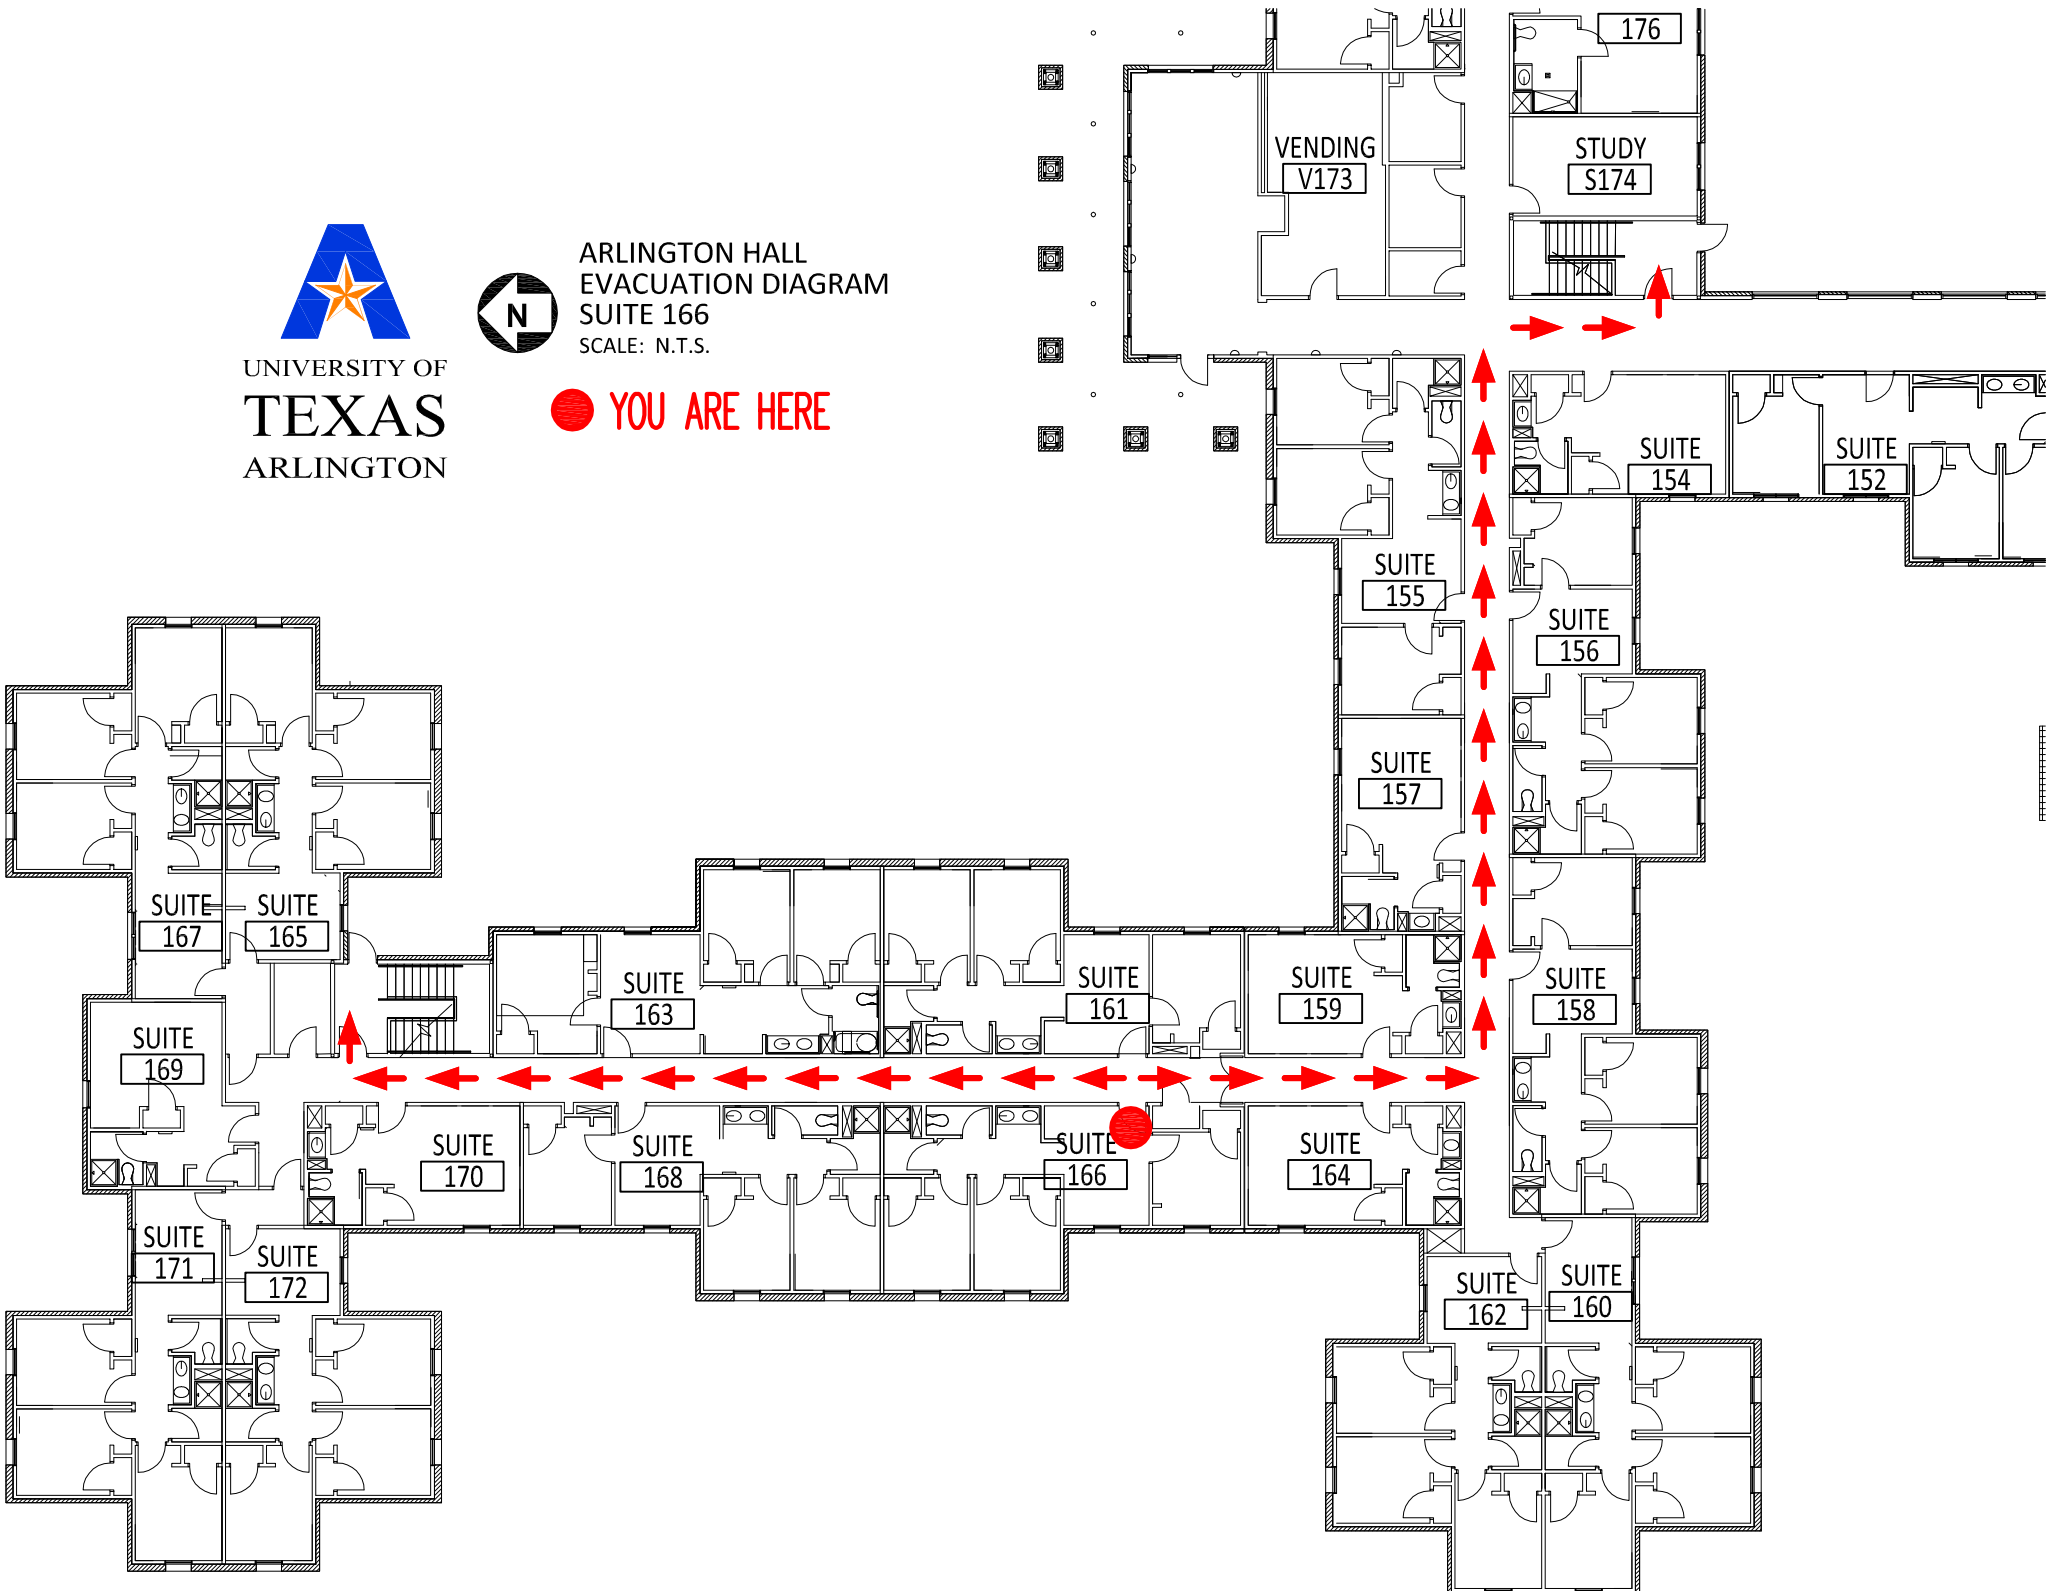 176
VENDING
V173
STUDY
S174
UNIVERSITY OF
TEXAS
ARLINGTON
N
ARLINGTON HALL
EVACUATION DIAGRAM
SUITE 166
SCALE: N.T.S.
YOU ARE HERE
SUITE
154
SUITE
152
SUITE
155
SUITE
156
SUITE
157
SUITE
167
SUITE
165
SUITE
163
SUITE
161
SUITE
159
SUITE
158
SUITE
169
SUITE
170
SUITE
168
SUITE
166
SUITE
164
SUITE
171
SUITE
172
SUITE
162
SUITE
160